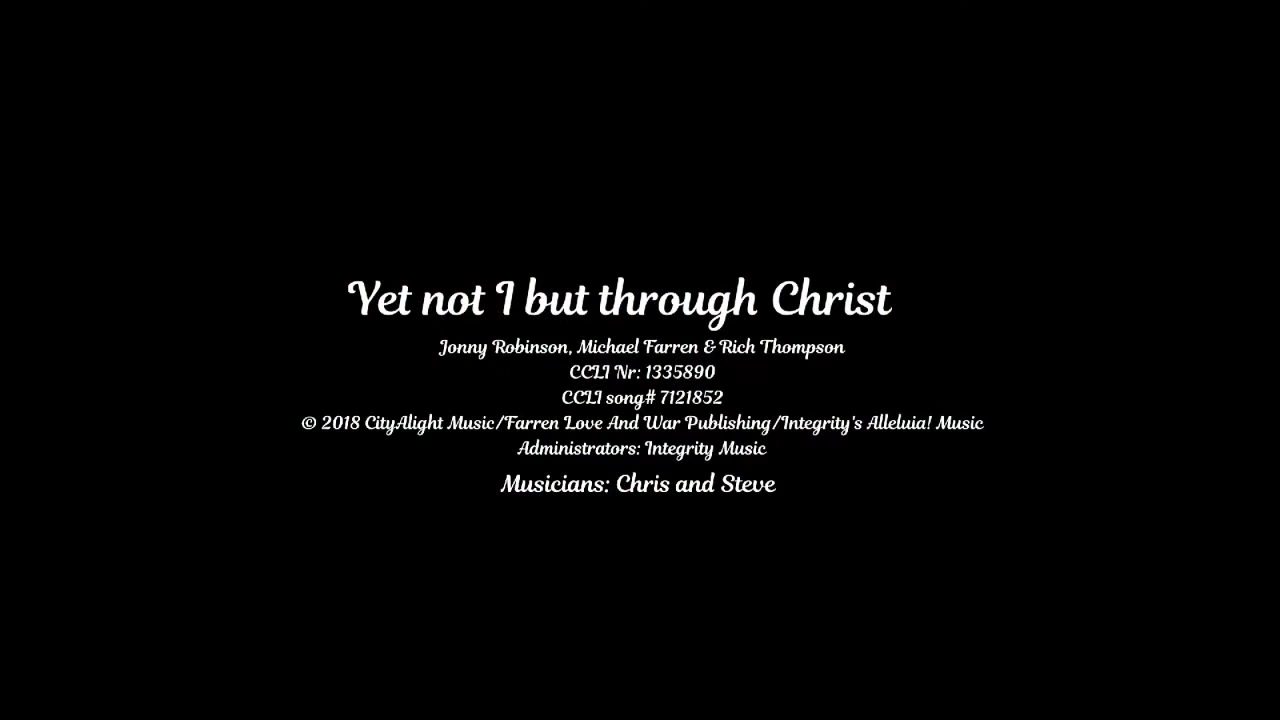 Yet not I but through Christ
Jonny Robinson, Michael Farren & Rich Thompson
CCLI Nr: 1335890
CCLI song# 7121852
© 2018 CityAlight Music/Farren Love And War Publishing/Integrity's Alleluia! Music
Administrators: Integrity Music
Musicians: Chris and Steve